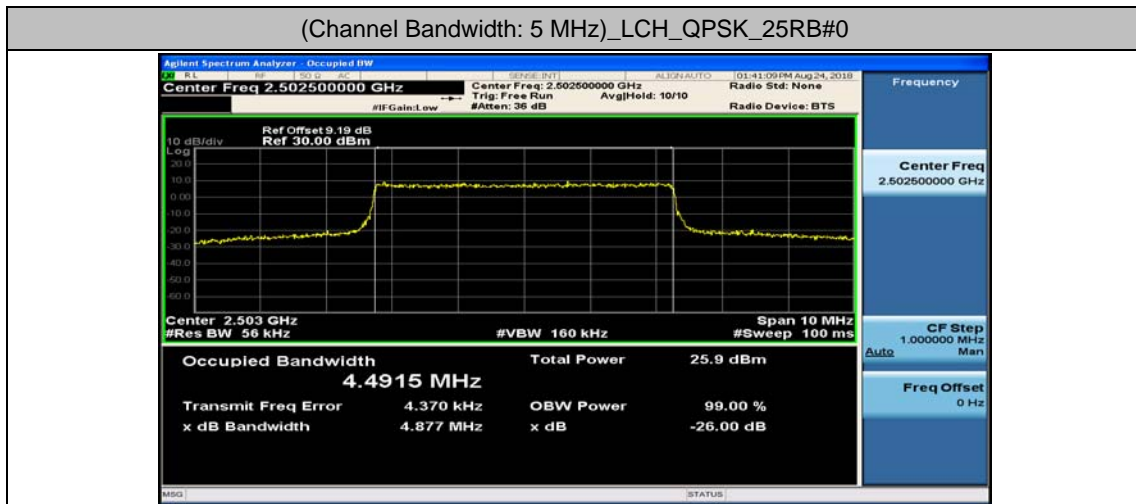 (Channel Bandwidth: 5 MHz)_LCH_QPSK_25RB#0
Agilent Spectrum Analyzer - Occupied BW
RL RF 50 Ω AC SENSE:INT ALIGN AUTO 01:41:09 PM Aug 24, 2018
Center Freq 2.502500000 GHz
Center Freq: 2.502500000 GHz Radio Std: None
Trig: Free Run Avg|Hold: 10/10
#IFGain:Low #Atten: 36 dB Radio Device: BTS
Frequency
Ref Offset 9.19 dB
10 dB/div Ref 30.00 dBm
Log
20.0
10.0
0.00
-10.0
-20.0
-30.0
-40.0
-50.0
-60.0
Center 2.503 GHz Span 10 MHz
#Res BW 56 kHz #VBW 160 kHz #Sweep 100 ms
Occupied Bandwidth Total Power 25.9 dBm
4.4915 MHz
Transmit Freq Error 4.370 kHz OBW Power 99.00 %
x dB Bandwidth 4.877 MHz x dB -26.00 dB
Center Freq
2.502500000 GHz
CF Step
1.000000 MHz
Auto Man
Freq Offset
0 Hz
MSG STATUS